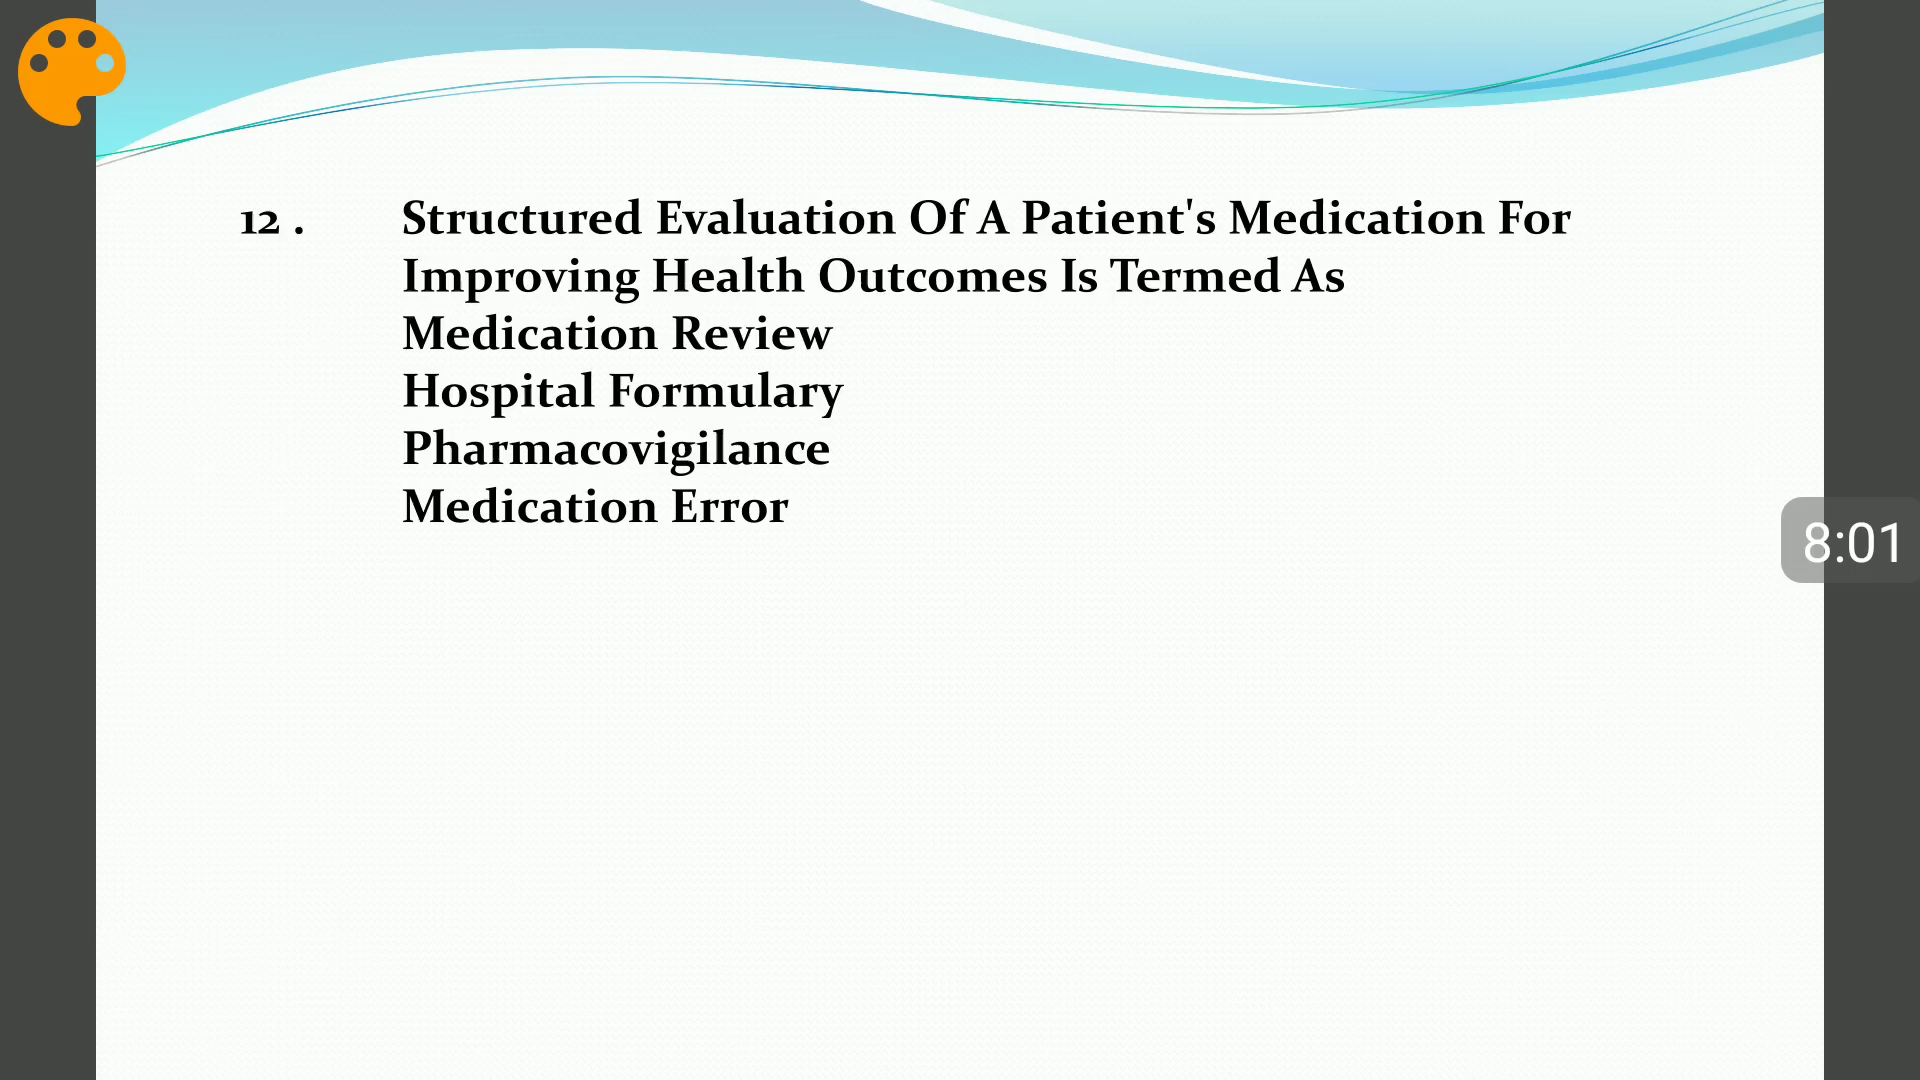 12 . Structured Evaluation Of A Patient's Medication For
Improving Health Outcomes Is Termed As
Medication Review
Hospital Formulary
Pharmacovigilance
Medication Error
8:01